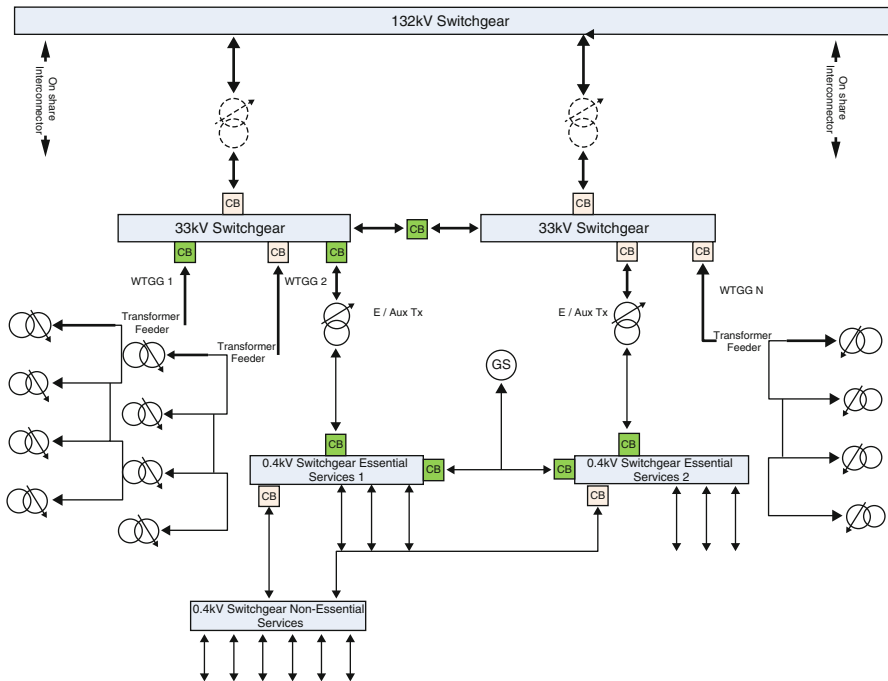 132kV Switchgear
On share
Interconnector
On share
Interconnector
CB
CB
33kV Switchgear
CB
33kV Switchgear
CB
CB
CB
CB
CB
WTGG 1
WTGG 2
WTGG N
E / Aux Tx
E / Aux Tx
Transformer
Feeder
Transformer
Feeder
Transformer
Feeder
GS
CB
CB
0.4kV Switchgear Essential
Services 1
CB
CB
0.4kV Switchgear Essential
Services 2
CB
CB
0.4kV Switchgear Non-Essential
Services